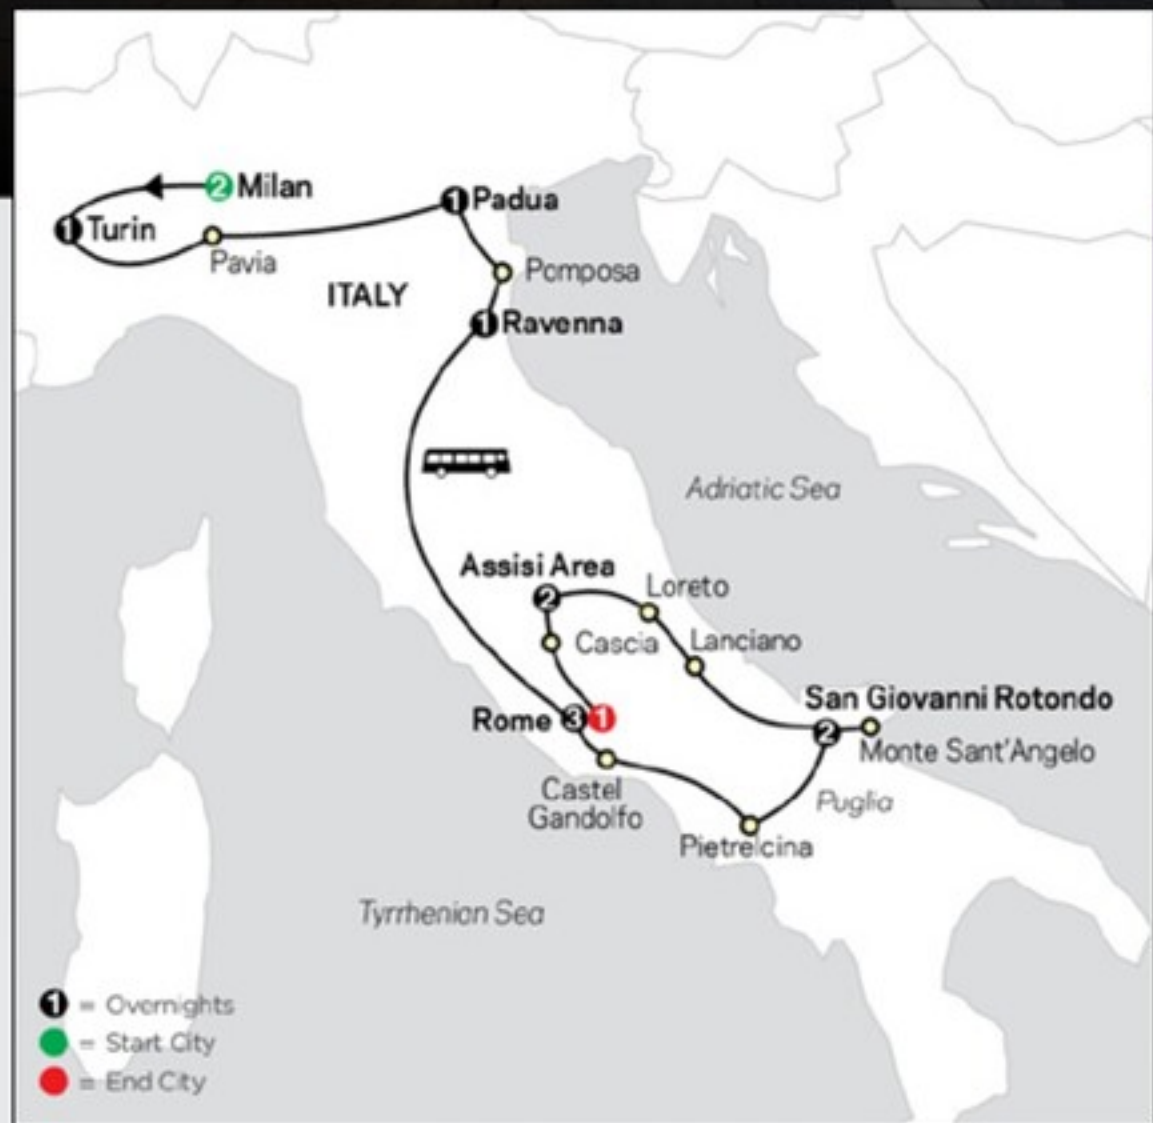 2 Milan
1 Turin
Pavia
1 Padua
Pomposa
ITALY
1 Ravenna
Adriatic Sea
Assisi Area
2
Loreto
Cascia
Lanciano
San Giovanni Rotondo
2
Monte Sant'Angelo
Rome 3 1
Castel
Gandolfo
Puglia
Pietrelcina
Tyrrhenian Sea
1 = Overnights
= Start City
= End City